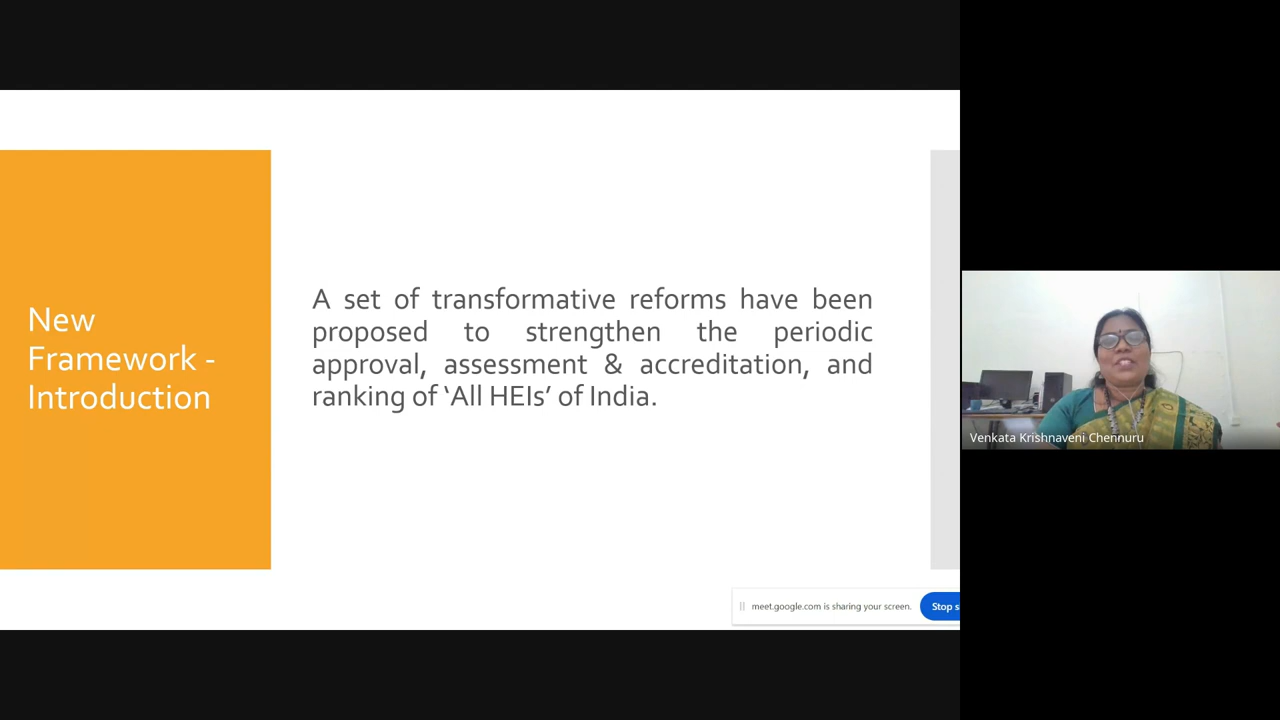 New
Framework -
Introduction
A set of transformative reforms have been
proposed to strengthen the periodic
approval, assessment & accreditation, and
ranking of ‘All HEIs’ of India.
meet.google.com is sharing your screen.
Stop s
Venkata Krishnaveni Chennuru